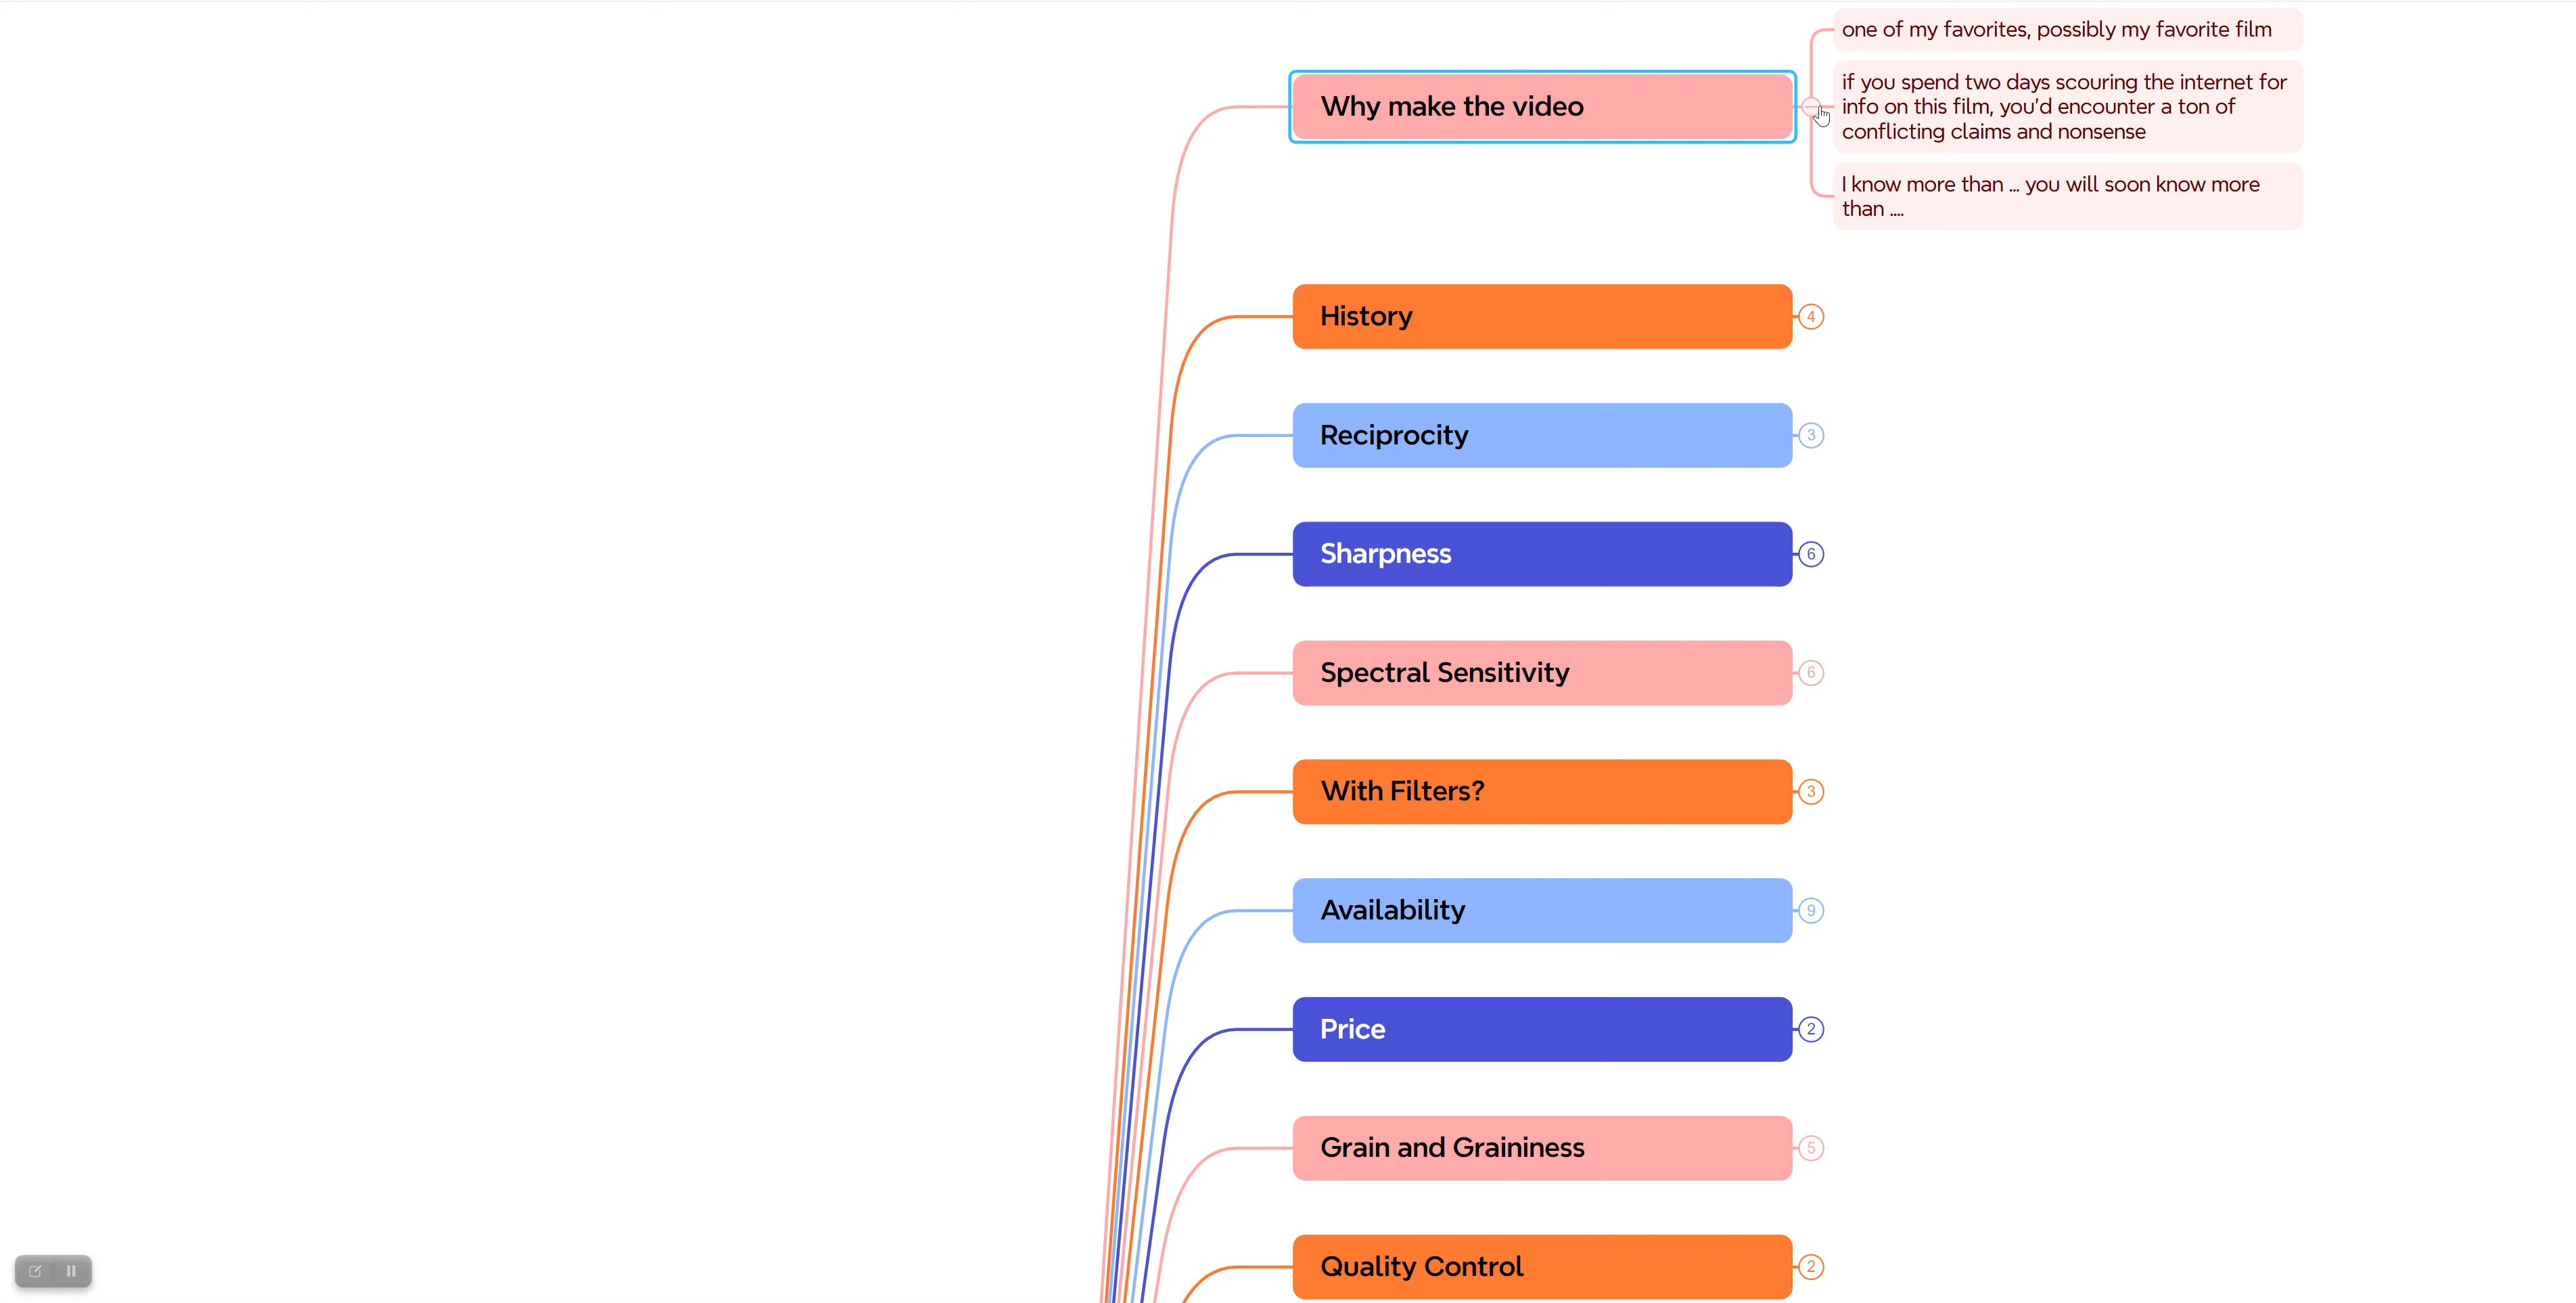 one of my favorites, possibly my favorite film
Why make the video
if you spend two days scouring the internet for
info on this film, you'd encounter a ton of
conflicting claims and nonsense
I know more than ... you will soon know more
than ....
History
4
Reciprocity
3
Sharpness
6
Spectral Sensitivity
6
With Filters?
3
Availability
9
Price
2
Grain and Graininess
5
Quality Control
2